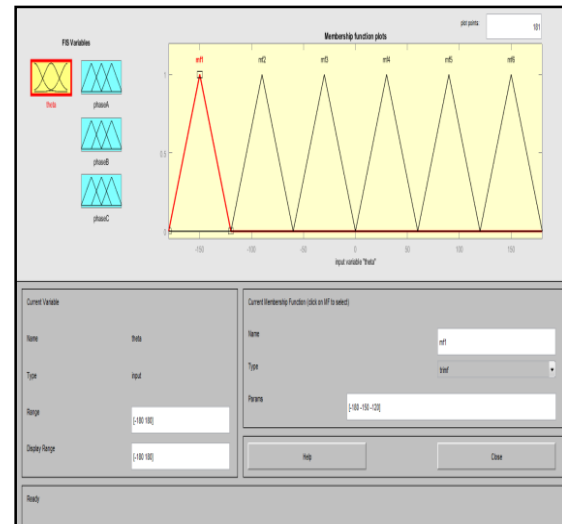 FIS Variables
theta
phaseA
phaseB
phaseC
Membership function plots
plot points:
181
mf1 mf2 mf3 mf4 mf5 mf6
1
0.5
0
-150 -100 -50 0 50 100 150
input variable "theta"
Current Variable
Name theta
Type input
Range [-180 180]
Display Range [-180 180]
Current Membership Function (click on MF to select)
Name mf1
Type trimf
Params [-180 -150 -120]
Help Close
Ready